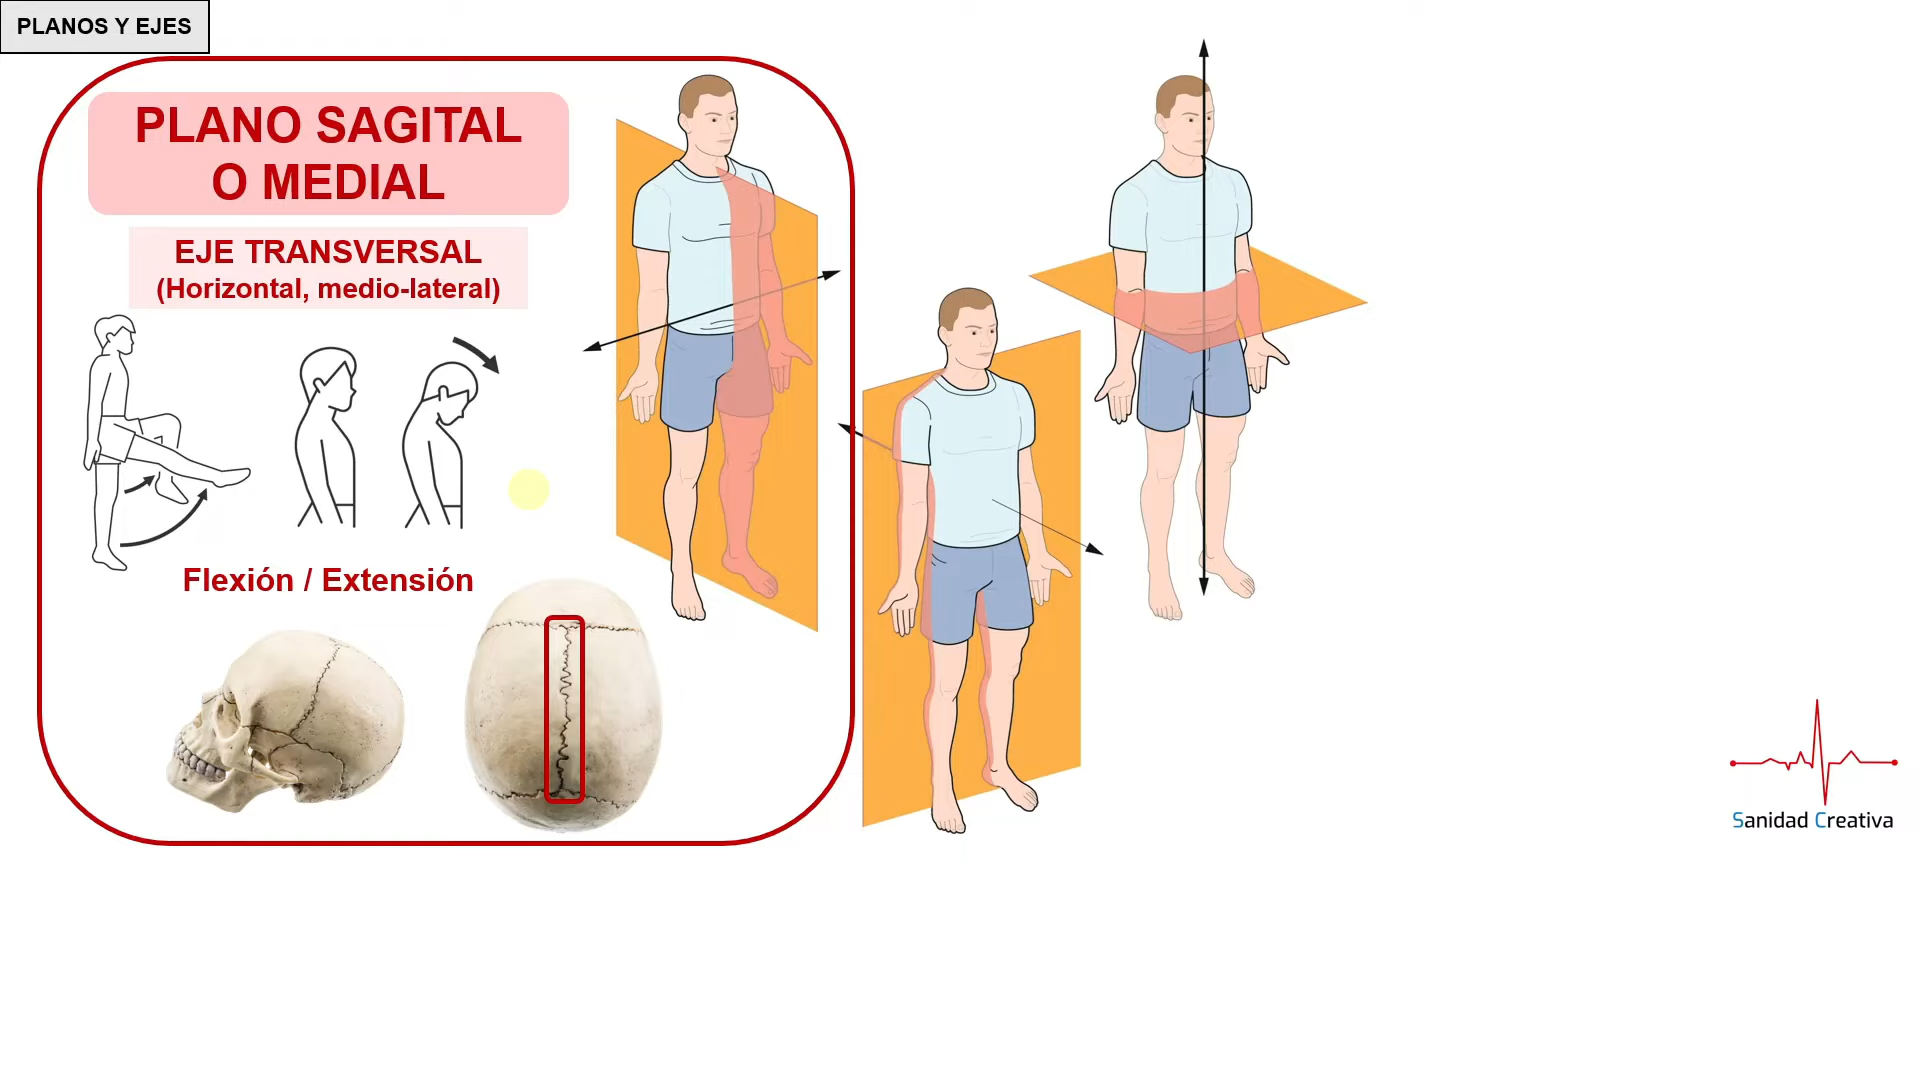 PLANOS Y EJES
PLANO SAGITAL
O MEDIAL
EJE TRANSVERSAL
(Horizontal, medio-lateral)
Flexión / Extensión
Sanidad Creativa